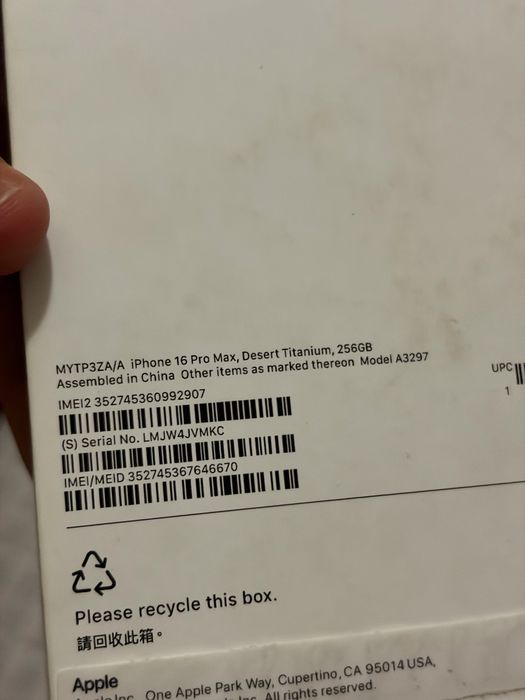 MYTP3ZA/A iPhone 16 Pro Max, Desert Titanium, 256GB
Assembled in China Other items as marked thereon Model A3297
IMEI2 352745360992907
(S) Serial No. LMJW4JVMKC
IMEI/MEID 352745367646670
UPC
1
Please recycle this box.
請回收此箱。
Apple
One Apple Park Way, Cupertino, CA 95014 USA,
Inc. All rights reserved.